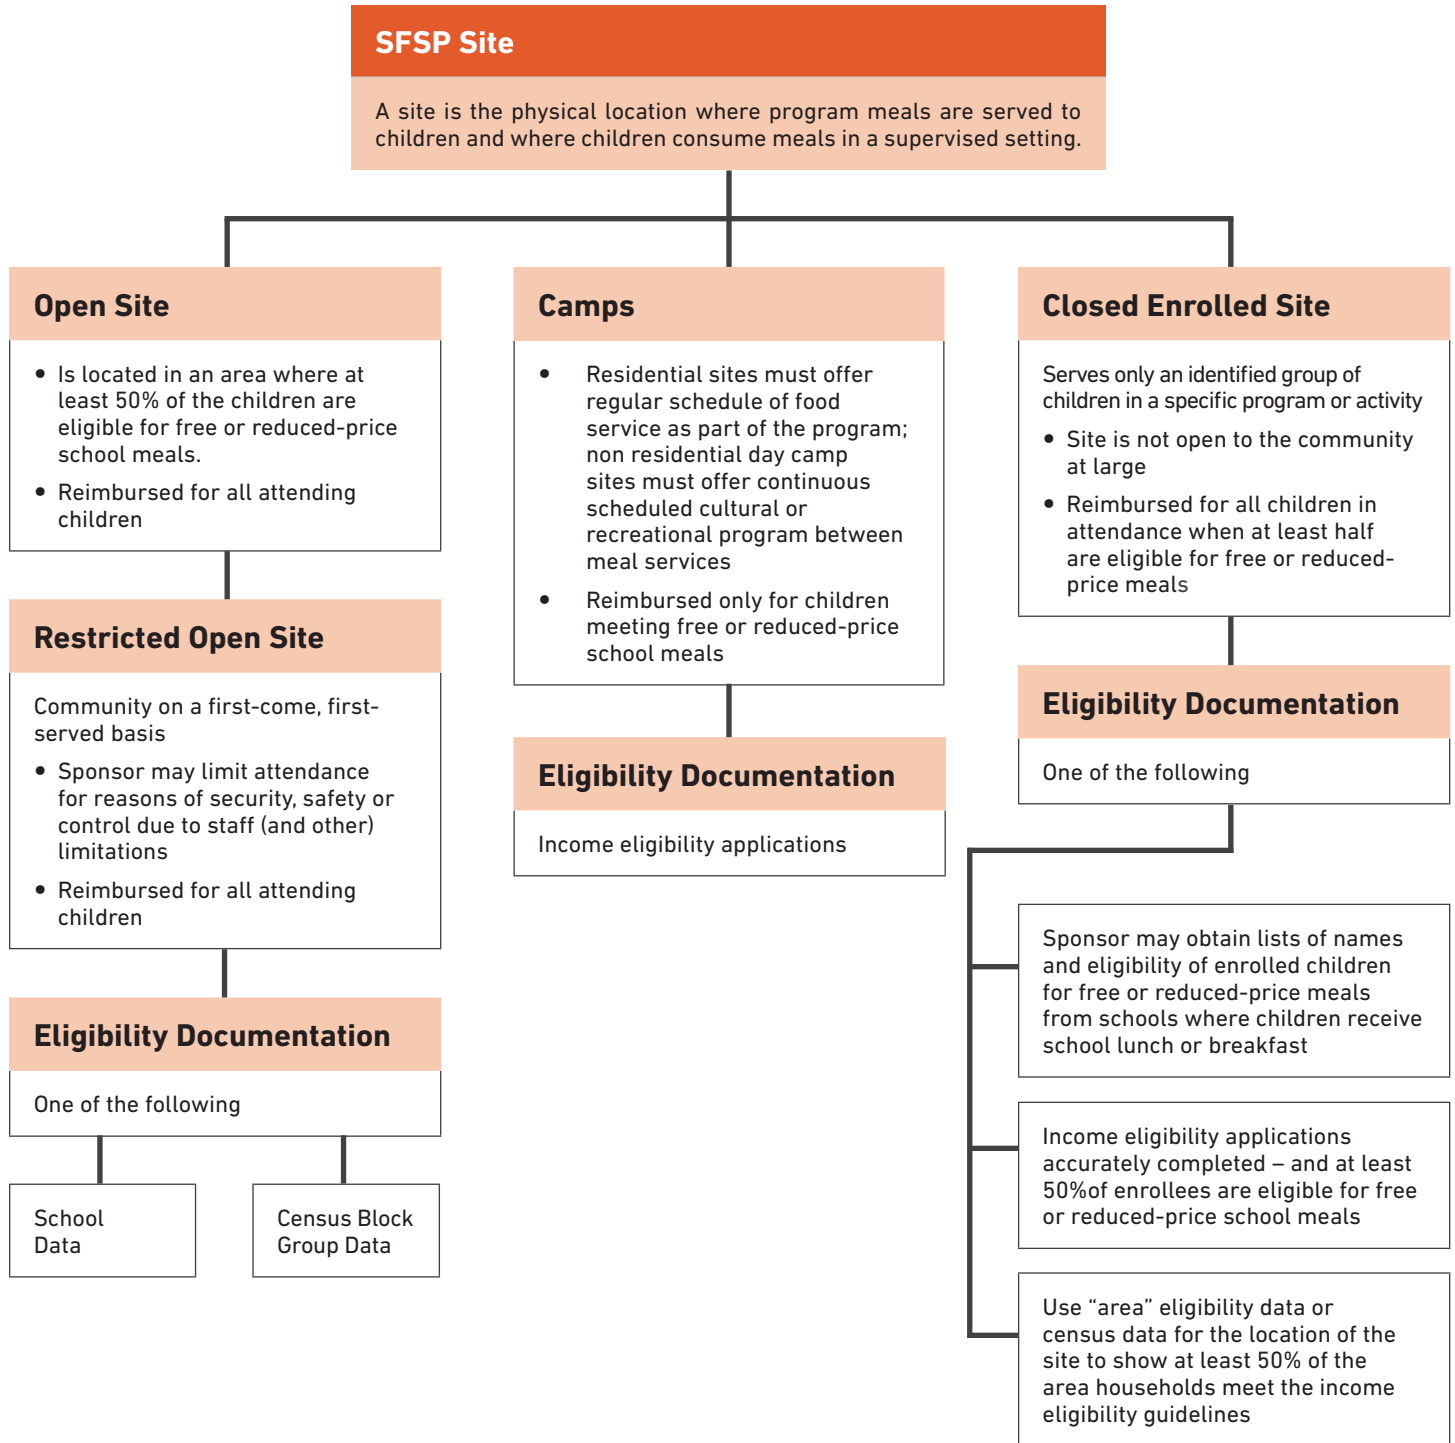 SFSP Site
A site is the physical location where program meals are served to
children and where children consume meals in a supervised setting.
Open Site
• Is located in an area where at
least 50% of the children are
eligible for free or reduced-price
school meals.
• Reimbursed for all attending
children
Restricted Open Site
Community on a first-come, first-
served basis
• Sponsor may limit attendance
for reasons of security, safety or
control due to staff (and other)
limitations
• Reimbursed for all attending
children
Eligibility Documentation
One of the following
School
Data
Census Block
Group Data
Camps
• Residential sites must offer
regular schedule of food
service as part of the program;
non residential day camp
sites must offer continuous
scheduled cultural or
recreational program between
meal services
• Reimbursed only for children
meeting free or reduced-price
school meals
Eligibility Documentation
Income eligibility applications
Closed Enrolled Site
Serves only an identified group of
children in a specific program or activity
• Site is not open to the community
at large
• Reimbursed for all children in
attendance when at least half
are eligible for free or reduced-
price meals
Eligibility Documentation
One of the following
Sponsor may obtain lists of names
and eligibility of enrolled children
for free or reduced-price meals
from schools where children receive
school lunch or breakfast
Income eligibility applications
accurately completed – and at least
50%of enrollees are eligible for free
or reduced-price school meals
Use “area” eligibility data or
census data for the location of the
site to show at least 50% of the
area households meet the income
eligibility guidelines